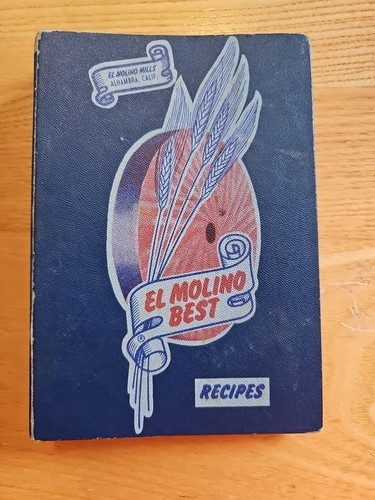 EL MOLINO MILLS
ALHAMBRA, CALIF.
EL MOLINO
BEST
RECIPES